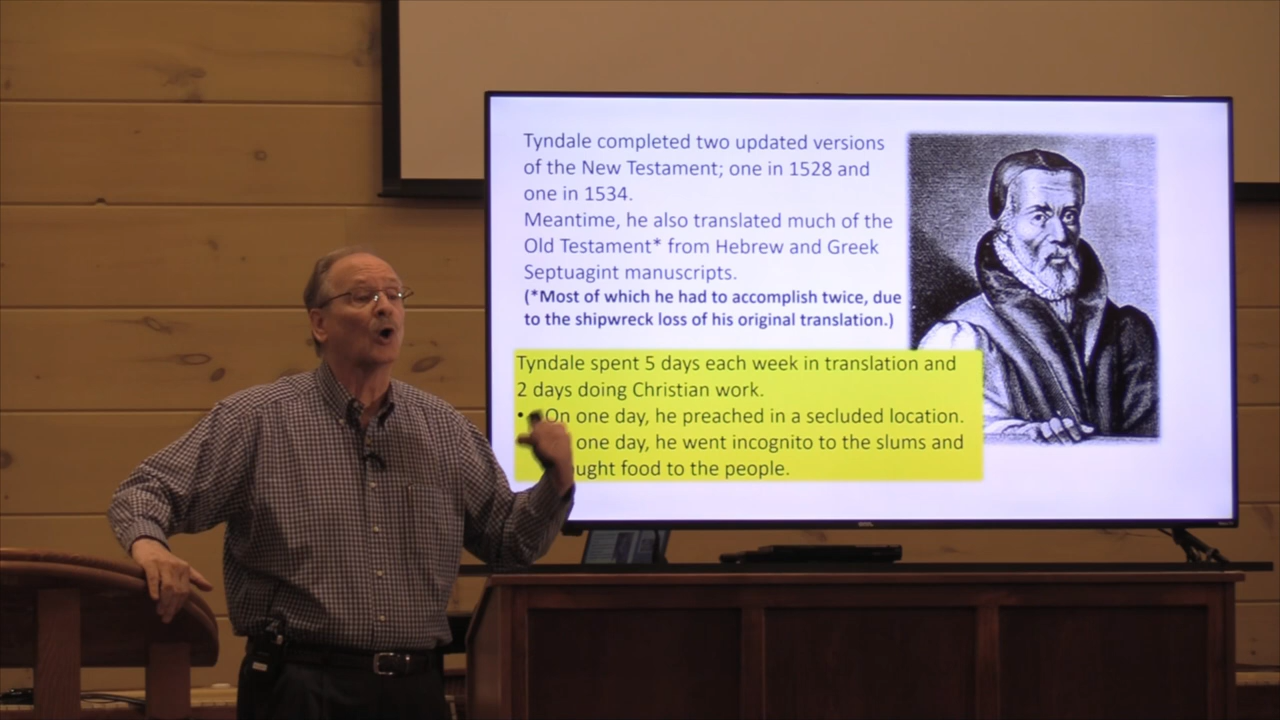 Tyndale completed two updated versions
of the New Testament; one in 1528 and
one in 1534.
Meantime, he also translated much of the
Old Testament* from Hebrew and Greek
Septuagint manuscripts.
(*Most of which he had to accomplish twice, due
to the shipwreck loss of his original translation.)
Tyndale spent 5 days each week in translation and
2 days doing Christian work.
• On one day, he preached in a secluded location.
one day, he went incognito to the slums and
ught food to the people.